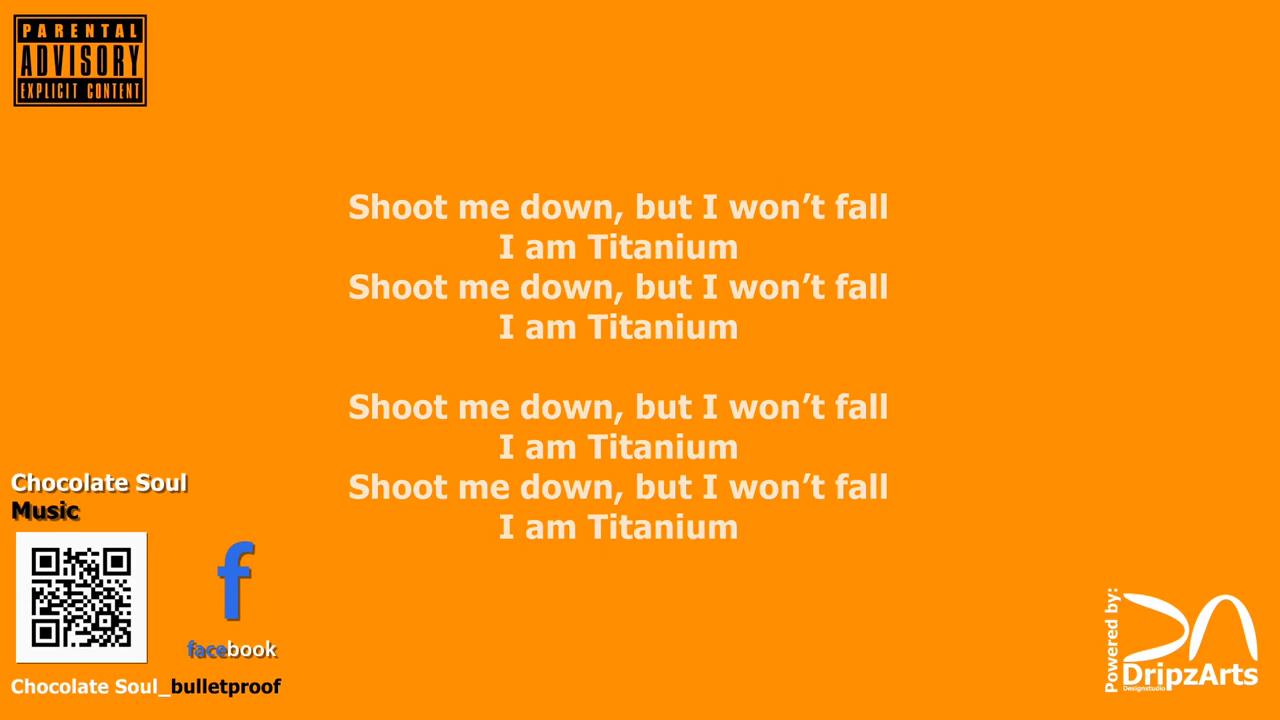 PARENTAL
ADVISORY
EXPLICIT CONTENT
Shoot me down, but I won’t fall
I am Titanium
Shoot me down, but I won’t fall
I am Titanium
Shoot me down, but I won’t fall
I am Titanium
Shoot me down, but I won’t fall
I am Titanium
Chocolate Soul
Music
f
facebook
Chocolate Soul_bulletproof
Powered by:
DA
DripzArts
Designstudio